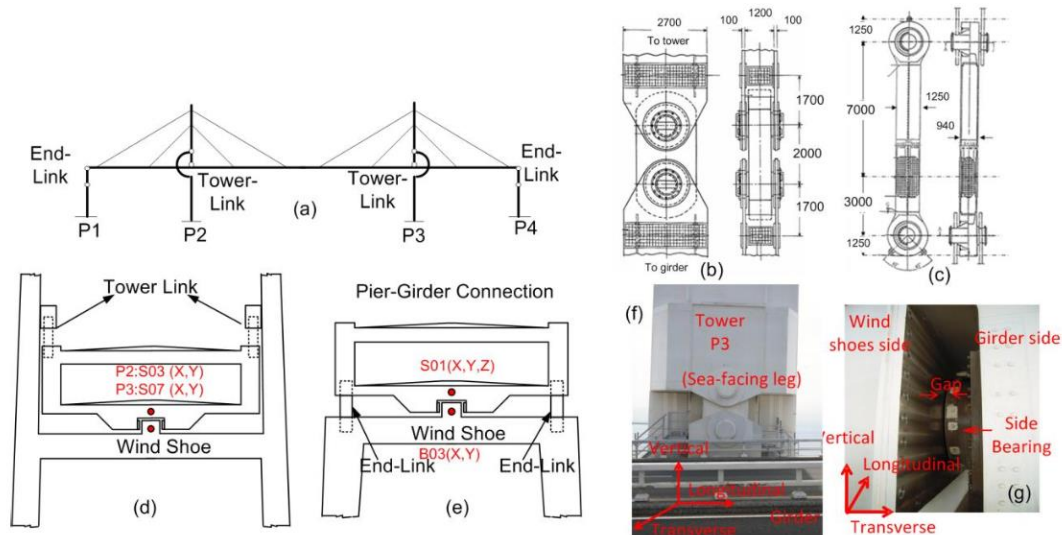 End-
Link
Tower-
Link
Tower-
Link
End-
Link
(a)
P1
P2
P3
P4
2700
To tower
100
1200
100
1700
2000
1700
To girder
(b)
1250
7000
1250
940
3000
1250
(c)
Tower Link
P2:S03 (X,Y)
P3:S07 (X,Y)
Wind Shoe
(d)
Pier-Girder Connection
S01(X,Y,Z)
Wind Shoe
B03(X,Y)
End-Link
End-Link
(e)
(f)
Tower
P3
(Sea-facing leg)
Vertical
Longitudinal
Girder
Transverse
Wind
shoes side
Girder side
Gap
Side
Bearing
Vertical
Longitudinal
Transverse
(g)